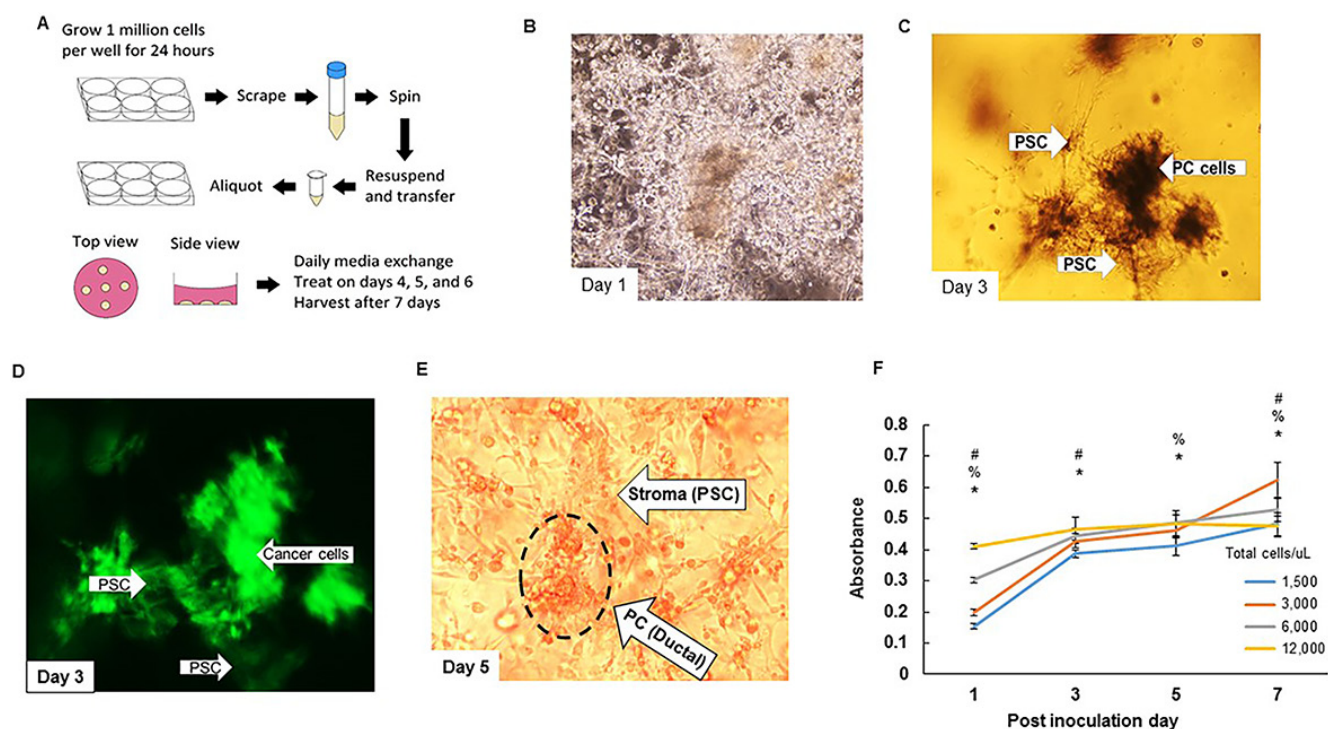 A
Grow 1 million cells
per well for 24 hours
Scrape
Spin
Resuspend
and transfer
Aliquot
Top view
Side view
Daily media exchange
Treat on days 4, 5, and 6
Harvest after 7 days
B
Day 1
C
PSC
PC cells
PSC
Day 3
D
Cancer cells
PSC
PSC
Day 3
E
Stroma (PSC)
PC (Ductal)
Day 5
F
#
%
*
#
*
%
*
#
%
*
0.8
0.7
0.6
0.5
0.4
0.3
0.2
0.1
0
Absorbance
Total cells/uL
1,500
3,000
6,000
12,000
1 3 5 7
Post inoculation day